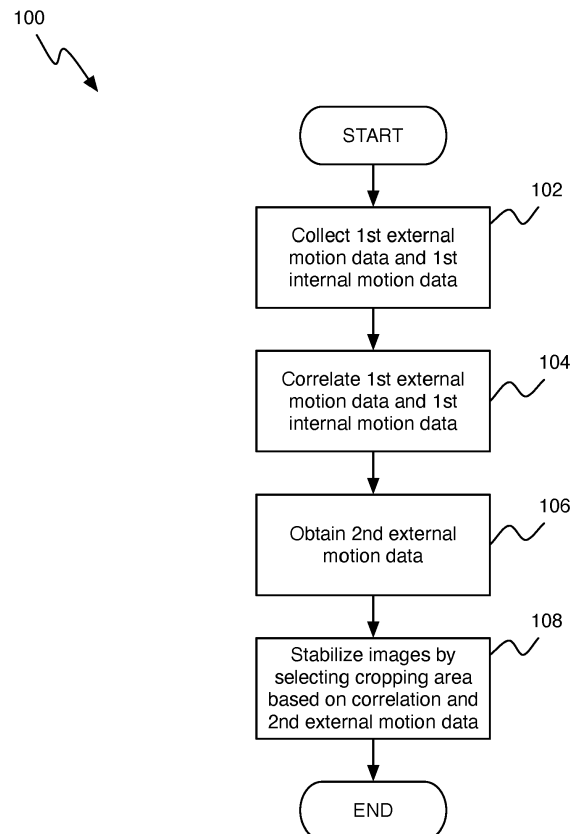 100
START
102
Collect 1st external
motion data and 1st
internal motion data
104
Correlate 1st external
motion data and 1st
internal motion data
106
Obtain 2nd external
motion data
108
Stabilize images by
selecting cropping area
based on correlation and
2nd external motion data
END